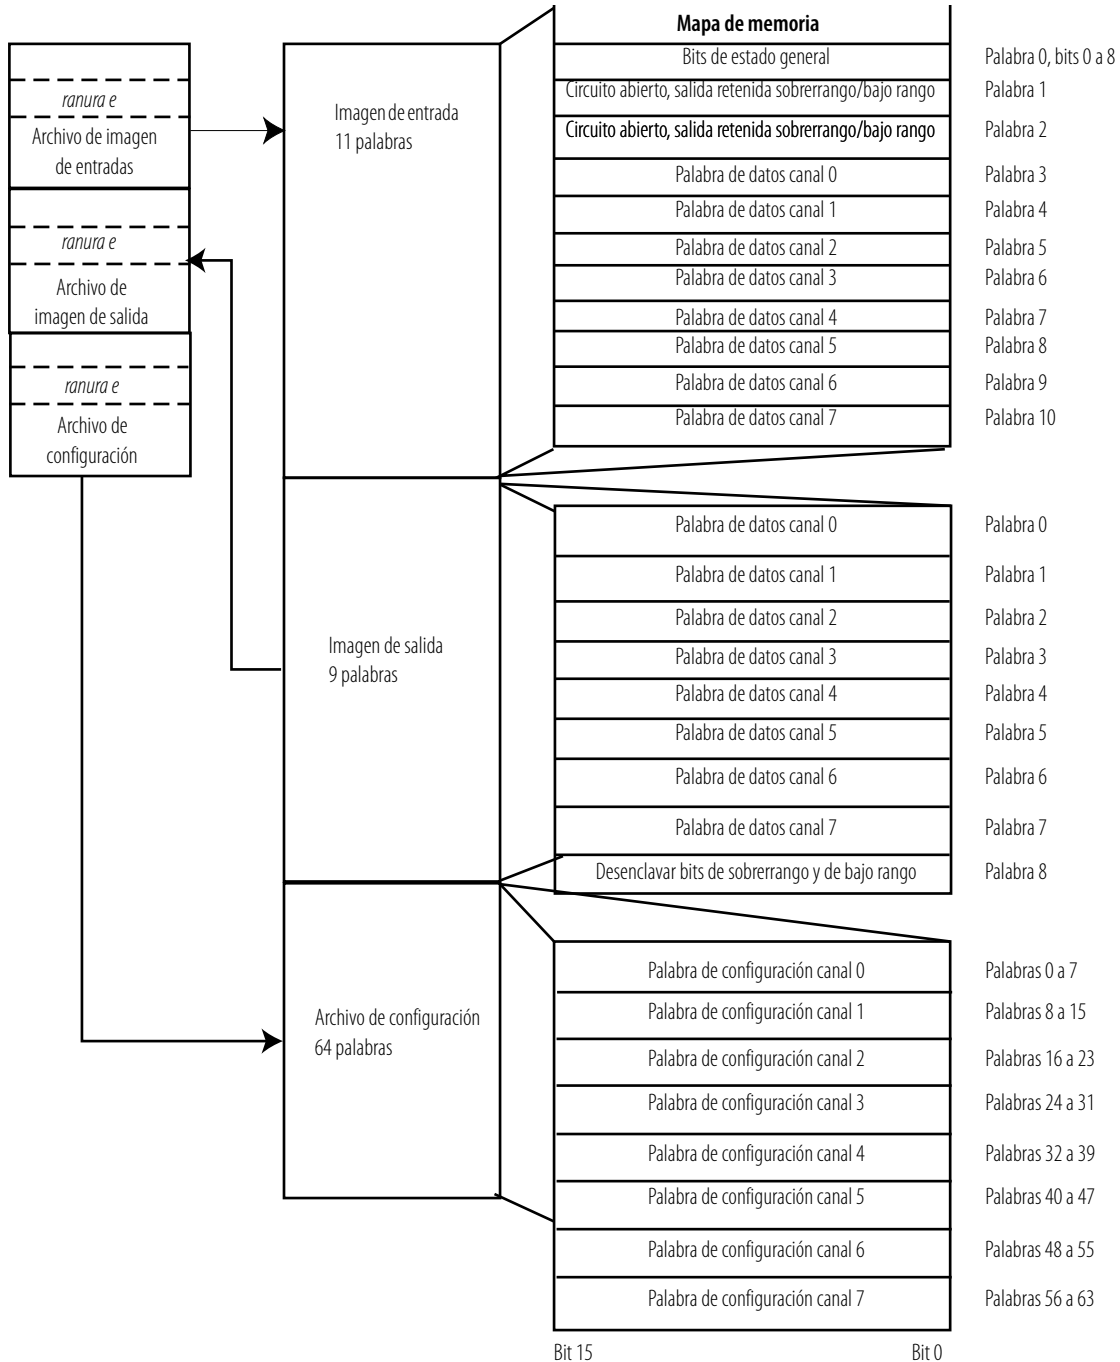 Mapa de memoria
ranura e
Archivo de imagen
de entradas
ranura e
Archivo de
imagen de salida
ranura e
Archivo de
configuración
Imagen de entrada
11 palabras
Bits de estado general Palabra 0, bits 0 a 8
Circuito abierto, salida retenida sobrerrango/bajo rango Palabra 1
Circuito abierto, salida retenida sobrerrango/bajo rango Palabra 2
Palabra de datos canal 0 Palabra 3
Palabra de datos canal 1 Palabra 4
Palabra de datos canal 2 Palabra 5
Palabra de datos canal 3 Palabra 6
Palabra de datos canal 4 Palabra 7
Palabra de datos canal 5 Palabra 8
Palabra de datos canal 6 Palabra 9
Palabra de datos canal 7 Palabra 10
Imagen de salida
9 palabras
Palabra de datos canal 0 Palabra 0
Palabra de datos canal 1 Palabra 1
Palabra de datos canal 2 Palabra 2
Palabra de datos canal 3 Palabra 3
Palabra de datos canal 4 Palabra 4
Palabra de datos canal 5 Palabra 5
Palabra de datos canal 6 Palabra 6
Palabra de datos canal 7 Palabra 7
Desenclavar bits de sobrerrango y de bajo rango Palabra 8
Archivo de configuración
64 palabras
Palabra de configuración canal 0 Palabras 0 a 7
Palabra de configuración canal 1 Palabras 8 a 15
Palabra de configuración canal 2 Palabras 16 a 23
Palabra de configuración canal 3 Palabras 24 a 31
Palabra de configuración canal 4 Palabras 32 a 39
Palabra de configuración canal 5 Palabras 40 a 47
Palabra de configuración canal 6 Palabras 48 a 55
Palabra de configuración canal 7 Palabras 56 a 63
Bit 15 Bit 0